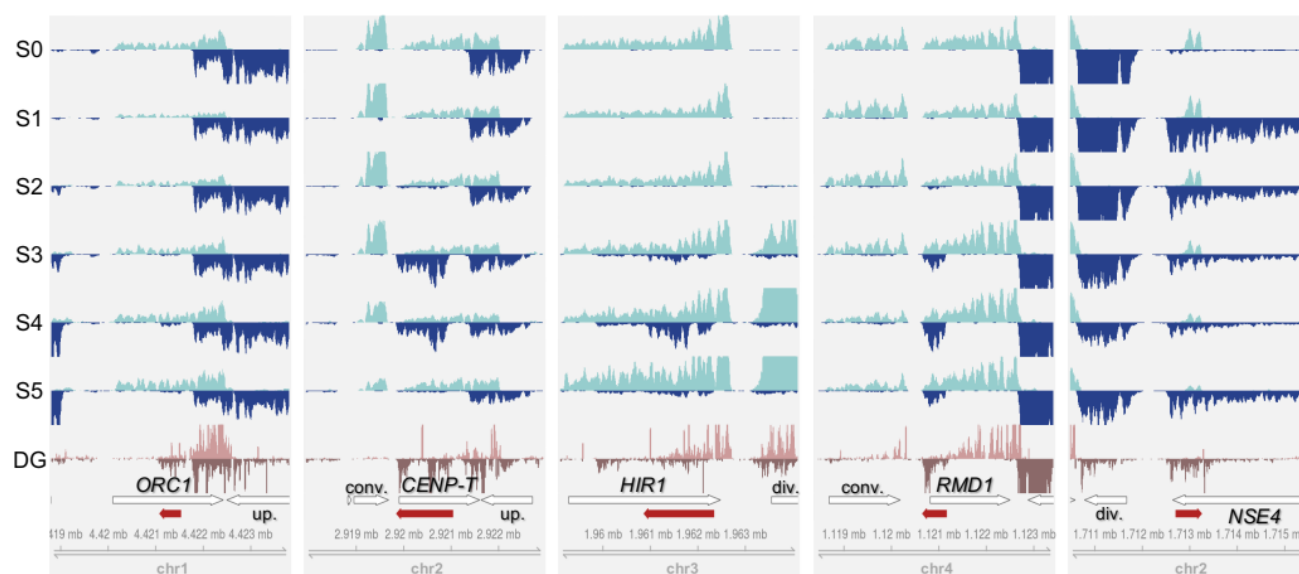 S0
S1
S2
S3
S4
S5
DG
ORC1 conv. CENP-T HIR1 div. conv. RMD1
up. up. div. NSE4
419 mb 4.42 mb 4.421 mb 4.422 mb 4.423 mb 2.919 mb 2.92 mb 2.921 mb 2.922 mb 1.96 mb 1.961 mb 1.962 mb 1.963 mb 1.119 mb 1.12 mb 1.121 mb 1.122 mb 1.123 mb 1.711 mb 1.712 mb 1.713 mb 1.714 mb 1.715 m
chr1 chr2 chr3 chr4 chr2